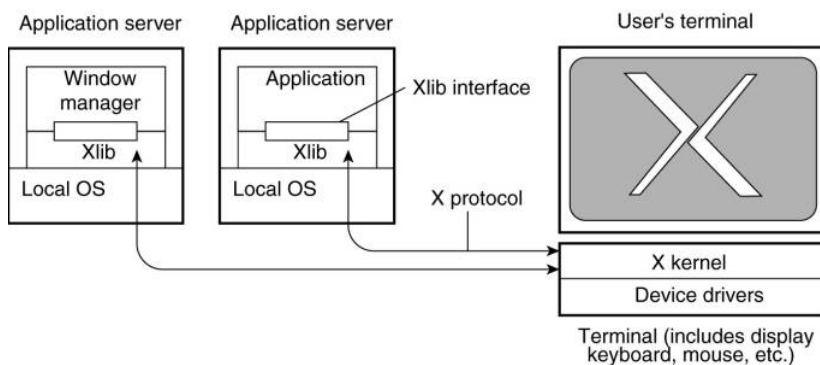 Application server
Application server
User's terminal
Window
manager
Application
Xlib interface
Xlib
Xlib
Local OS
Local OS
X protocol
X kernel
Device drivers
Terminal (includes display
keyboard, mouse, etc.)